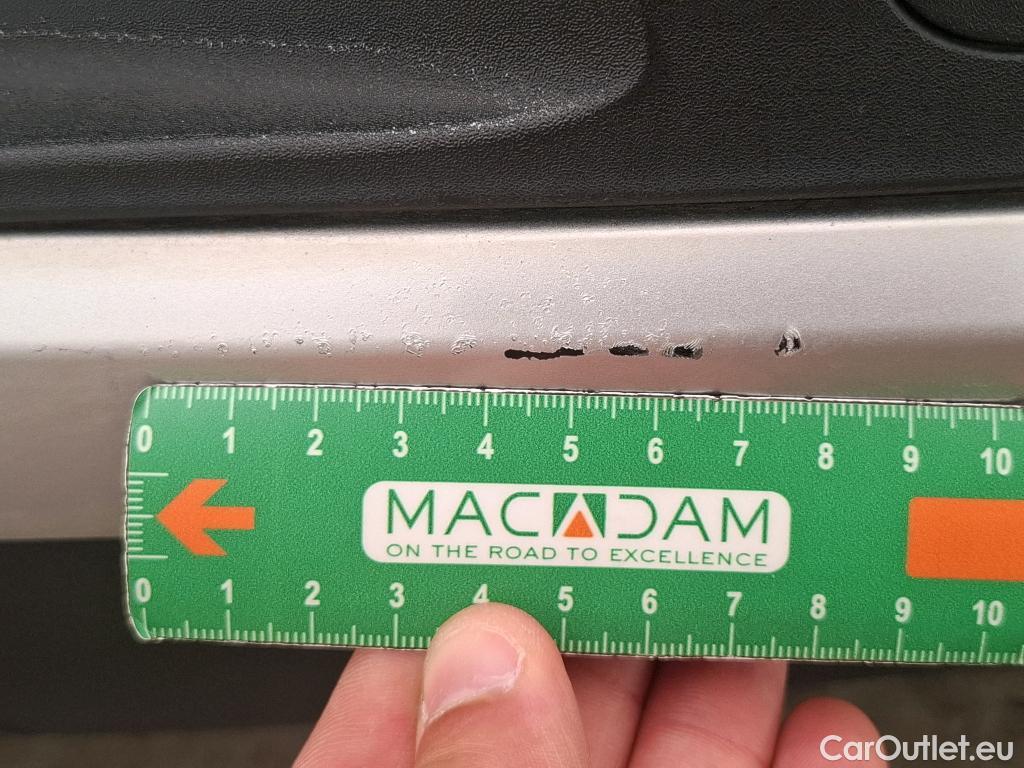 0 1 2 3 4 5 6 7 8 9 10
MACADAM
ON THE ROAD TO EXCELLENCE
0 1 2 3 4 5 6 7 8 9 10
CarOutlet.eu